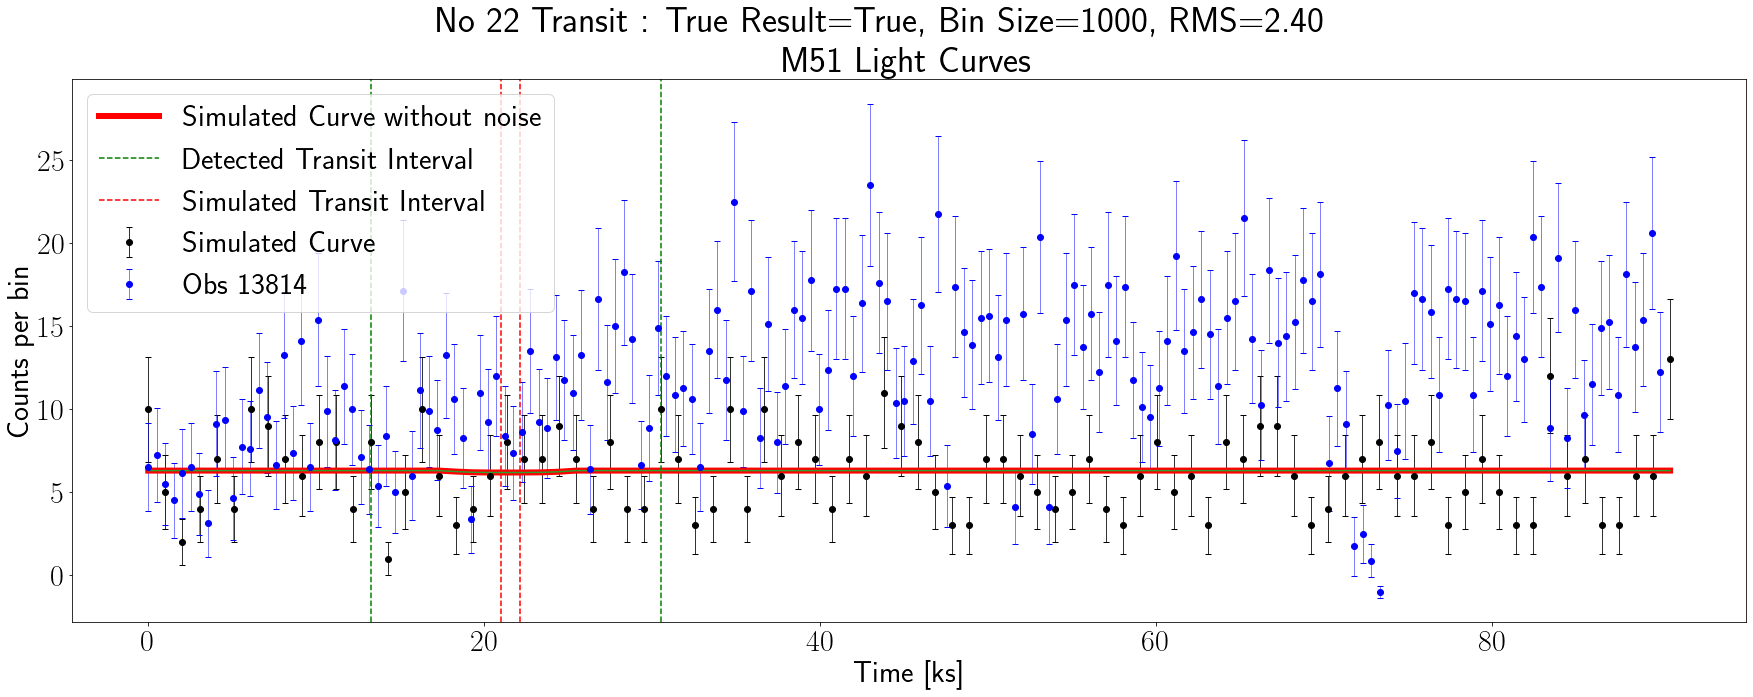 No 22 Transit : True Result=True, Bin Size=1000, RMS=2.40
M51 Light Curves
Simulated Curve without noise
Detected Transit Interval
Simulated Transit Interval
Simulated Curve
Obs 13814
Counts per bin
25
20
15
10
5
0
0 20 40 60 80
Time [ks]